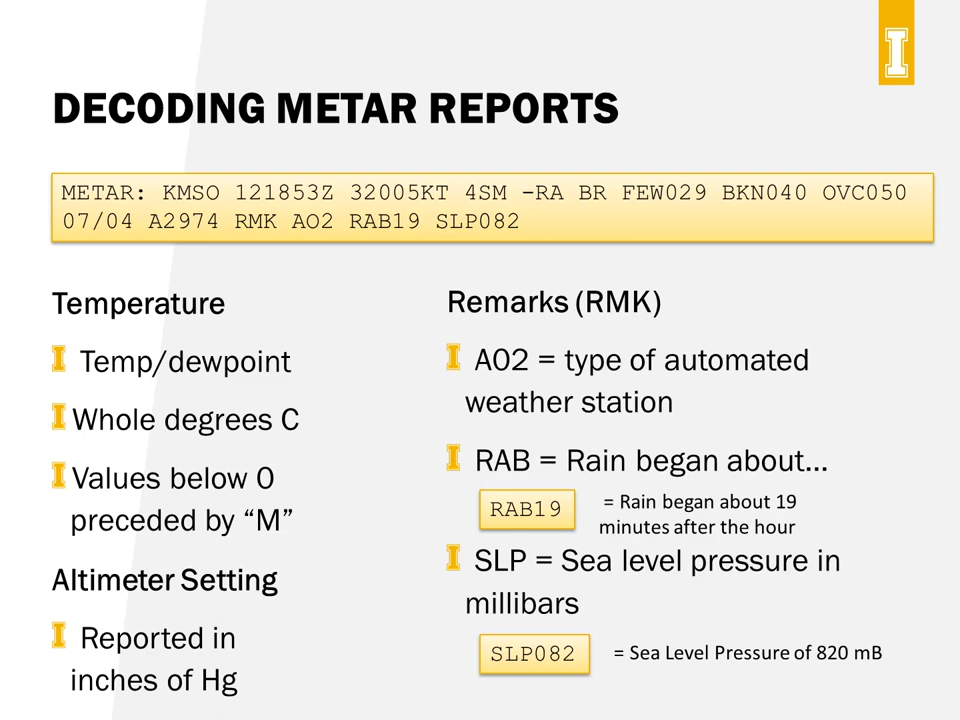 I
DECODING METAR REPORTS
METAR: KMSO 121853Z 32005KT 4SM -RA BR FEW029 BKN040 OVC050
07/04 A2974 RMK AO2 RAB19 SLP082
Temperature
Temp/dewpoint
Whole degrees C
Values below 0
preceded by “M”
Altimeter Setting
Reported in
inches of Hg
Remarks (RMK)
AO2 = type of automated
weather station
RAB = Rain began about…
RAB19 = Rain began about 19
minutes after the hour
SLP = Sea level pressure in
millibars
SLP082 = Sea Level Pressure of 820 mB